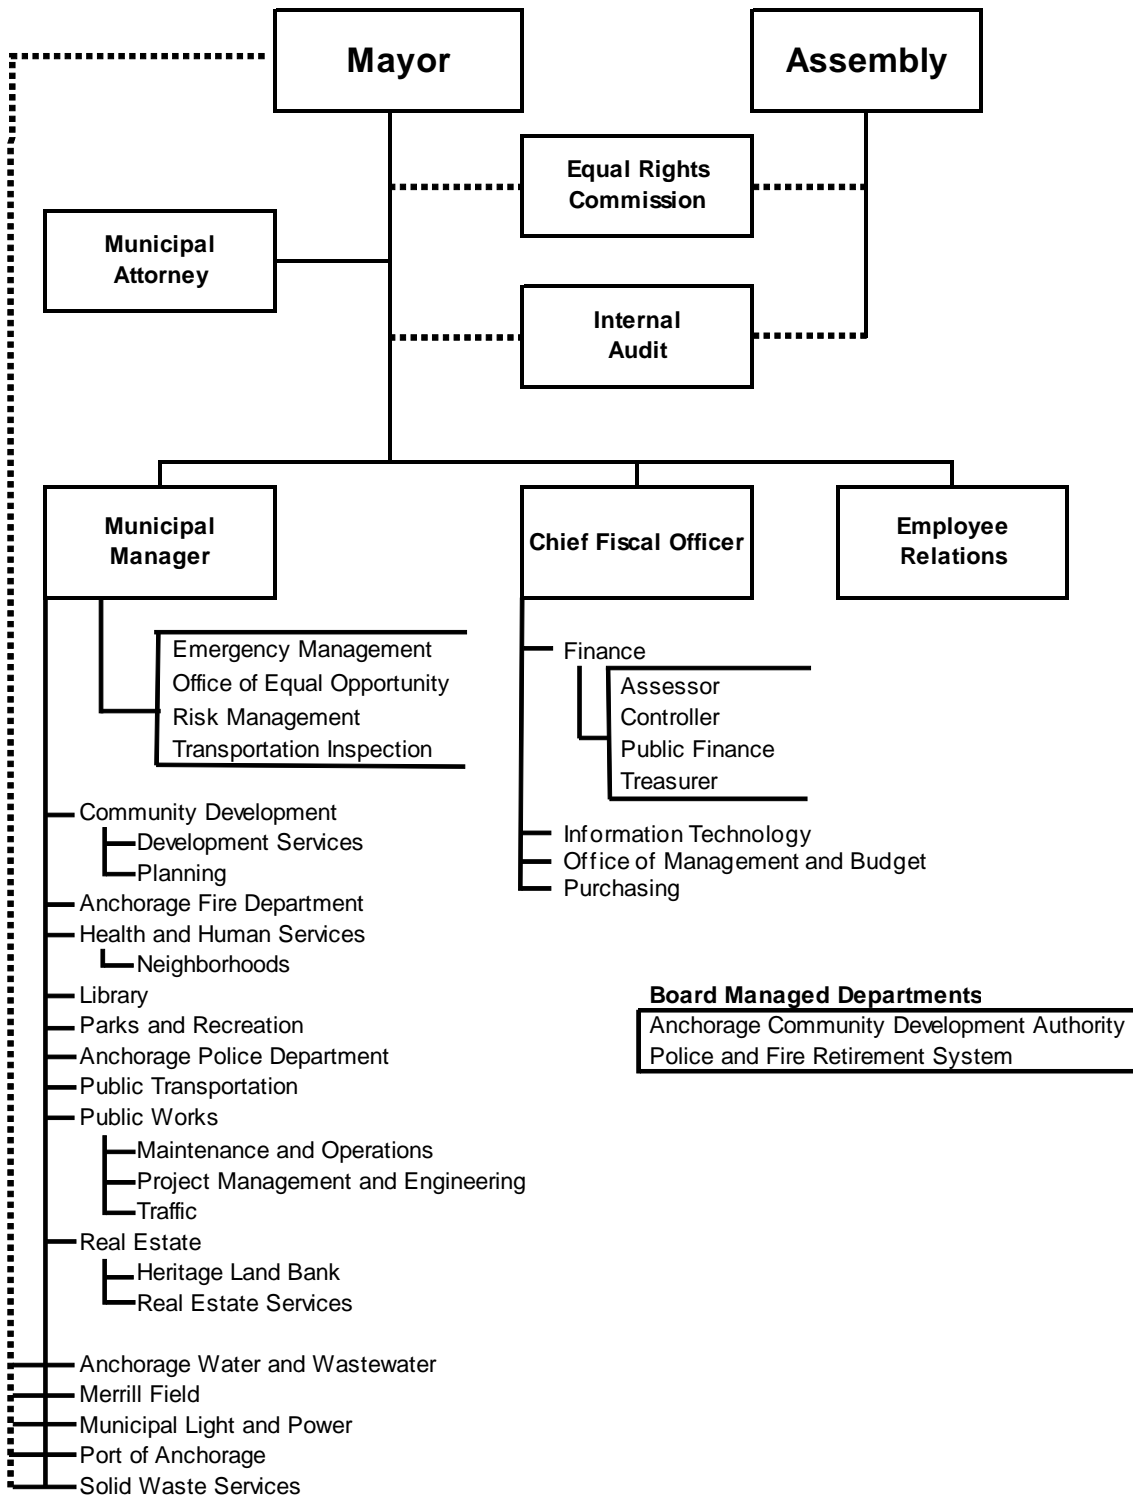 Mayor
Assembly
Equal Rights
Commission
Municipal
Attorney
Internal
Audit
Municipal
Manager
Chief Fiscal Officer
Employee
Relations
Emergency Management
Office of Equal Opportunity
Risk Management
Transportation Inspection
Community Development
Development Services
Planning
Anchorage Fire Department
Health and Human Services
Neighborhoods
Library
Parks and Recreation
Anchorage Police Department
Public Transportation
Public Works
Maintenance and Operations
Project Management and Engineering
Traffic
Real Estate
Heritage Land Bank
Real Estate Services
Anchorage Water and Wastewater
Merrill Field
Municipal Light and Power
Port of Anchorage
Solid Waste Services
Finance
Assessor
Controller
Public Finance
Treasurer
Information Technology
Office of Management and Budget
Purchasing
Board Managed Departments
Anchorage Community Development Authority
Police and Fire Retirement System